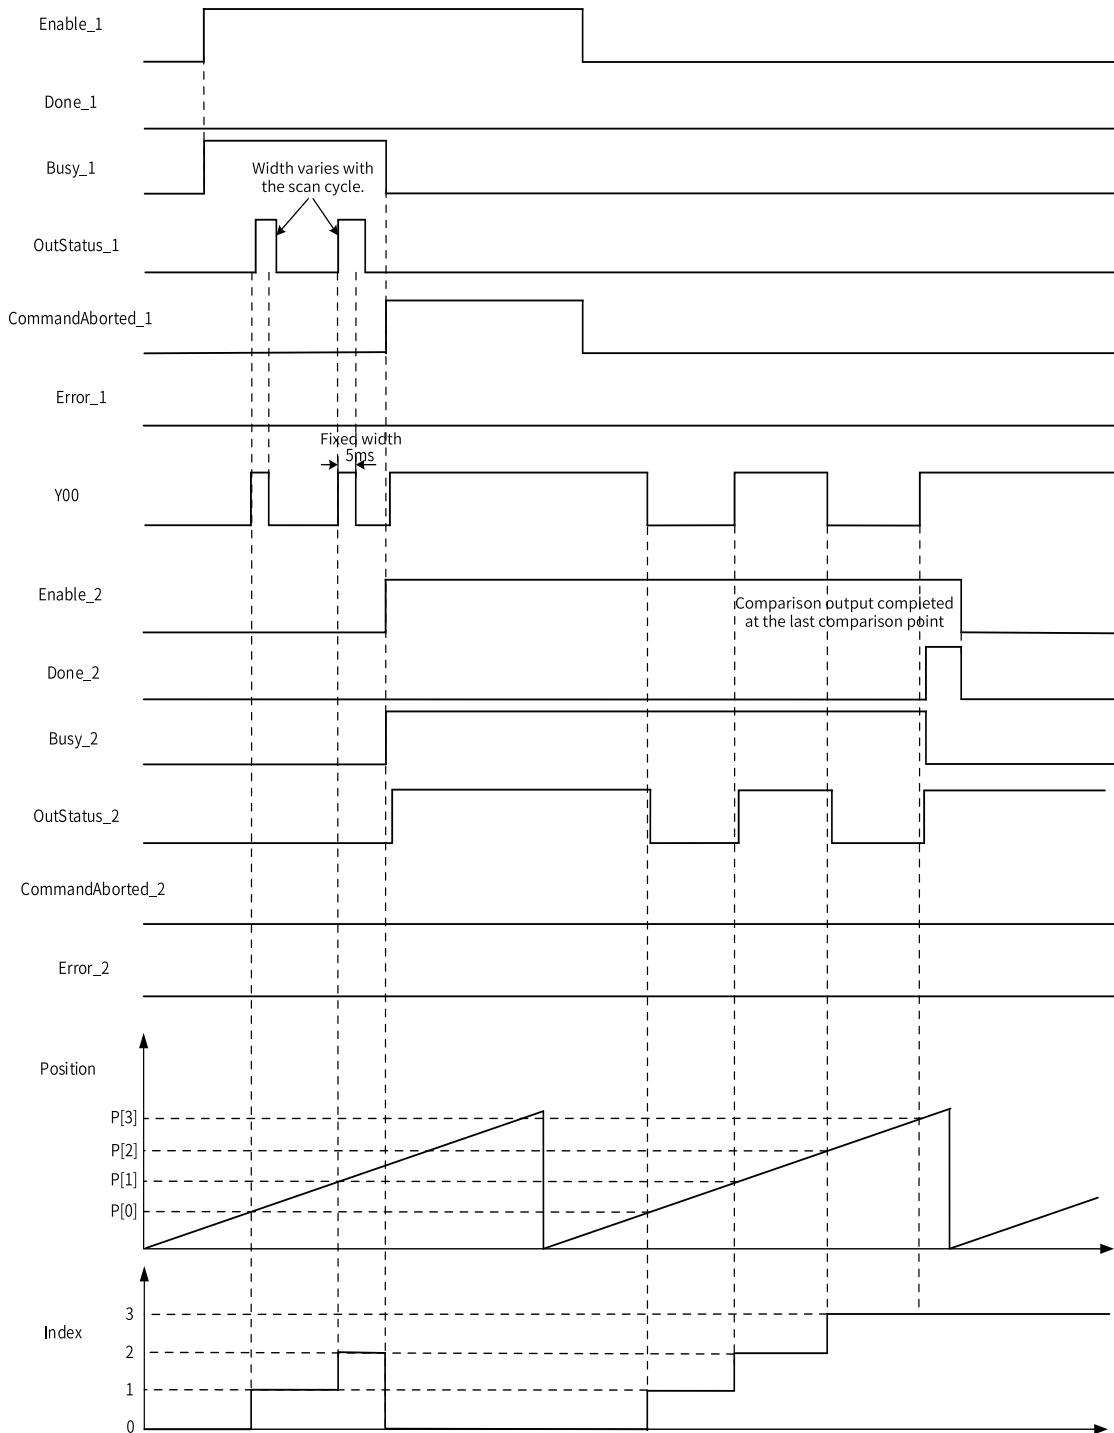 Enable_1
Done_1
Busy_1
Width varies with
the scan cycle.
OutStatus_1
CommandAborted_1
Error_1
Fixed width
5ms
Y00
Enable_2
Comparison output completed
at the last comparison point
Done_2
Busy_2
OutStatus_2
CommandAborted_2
Error_2
Position
P[3]
P[2]
P[1]
P[0]
3
Index
2
1
0